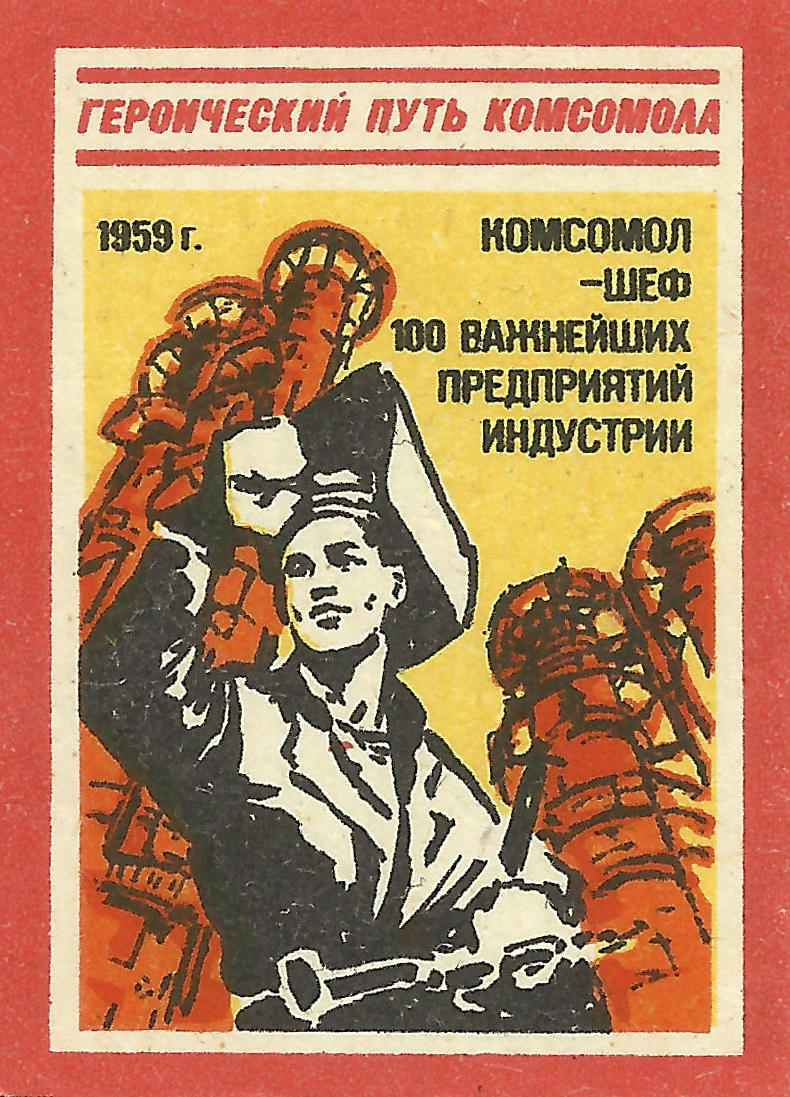 ГЕРОИЧЕСКИЙ ПУТЬ КОМСОМОЛА
1959 г.
КОМСОМОЛ
-ШЕФ
100 ВАЖНЕЙШИХ
ПРЕДПРИЯТИЙ
ИНДУСТРИИ